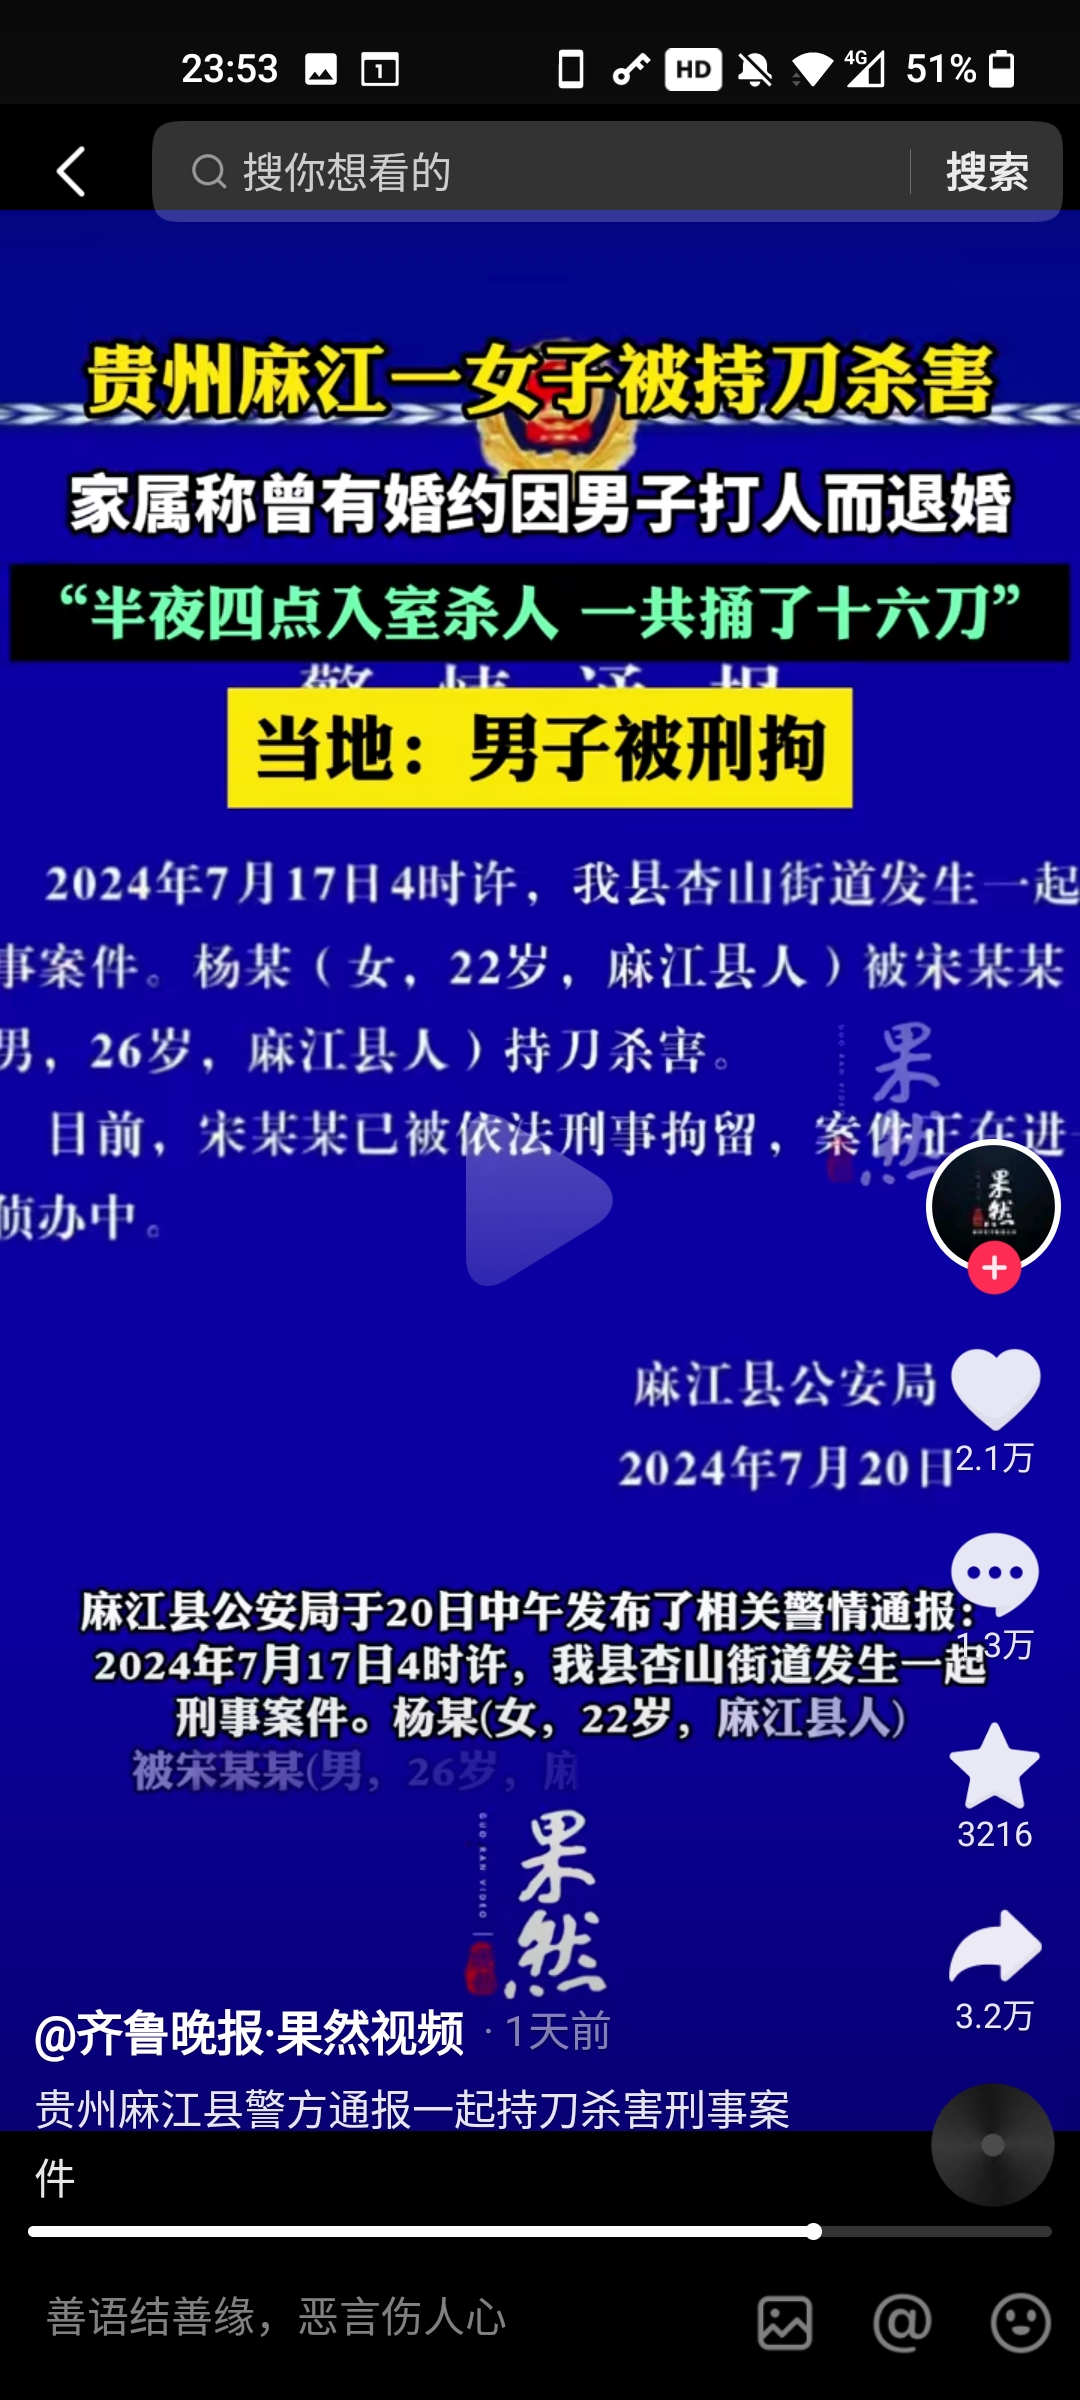 23:53
1
HD
4G
51%
搜你想看的
搜索
贵州麻江一女子被持刀杀害
家属称曾有婚约因男子打人而退婚
“半夜四点入室杀人 一共捅了十六刀”
警情通报
当地：男子被刑拘
2024年7月17日4时许，我县杏山街道发生一起
事案件。杨某（女，22岁，麻江县人）被宋某某
男，26岁，麻江县人）持刀杀害。
目前，宋某某已被依法刑事拘留，案件正在进一
侦办中。
果然
GUO RAN VIDEO
果然
麻江县公安局
2024年7月20日
2.1万
麻江县公安局于20日中午发布了相关警情通报：
2024年7月17日4时许，我县杏山街道发生一起
刑事案件。杨某(女，22岁，麻江县人)
被宋某某(男，26岁，麻
1.3万
3216
GUO RAN VIDEO
果然
3.2万
@齐鲁晚报·果然视频 · 1天前
贵州麻江县警方通报一起持刀杀害刑事案
件
善语结善缘，恶言伤人心